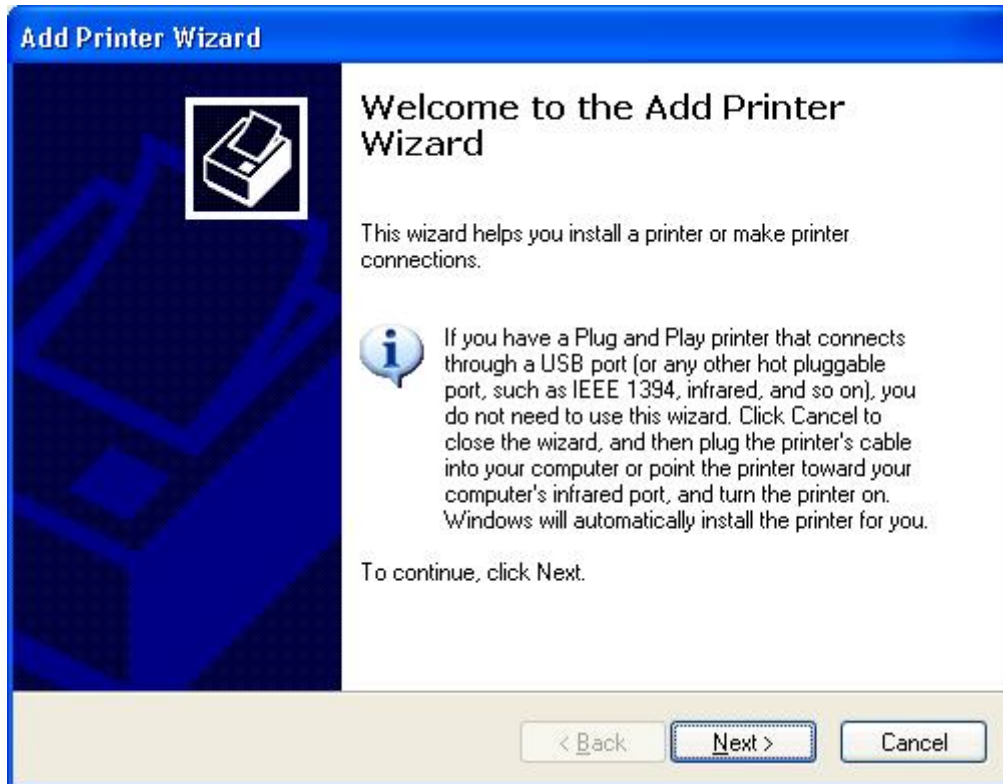 Add Printer Wizard
Welcome to the Add Printer
Wizard
This wizard helps you install a printer or make printer
connections.
If you have a Plug and Play printer that connects
through a USB port (or any other hot pluggable
port, such as IEEE 1394, infrared, and so on), you
do not need to use this wizard. Click Cancel to
close the wizard, and then plug the printer's cable
into your computer or point the printer toward your
computer's infrared port, and turn the printer on.
Windows will automatically install the printer for you.
To continue, click Next.
< Back Next > Cancel